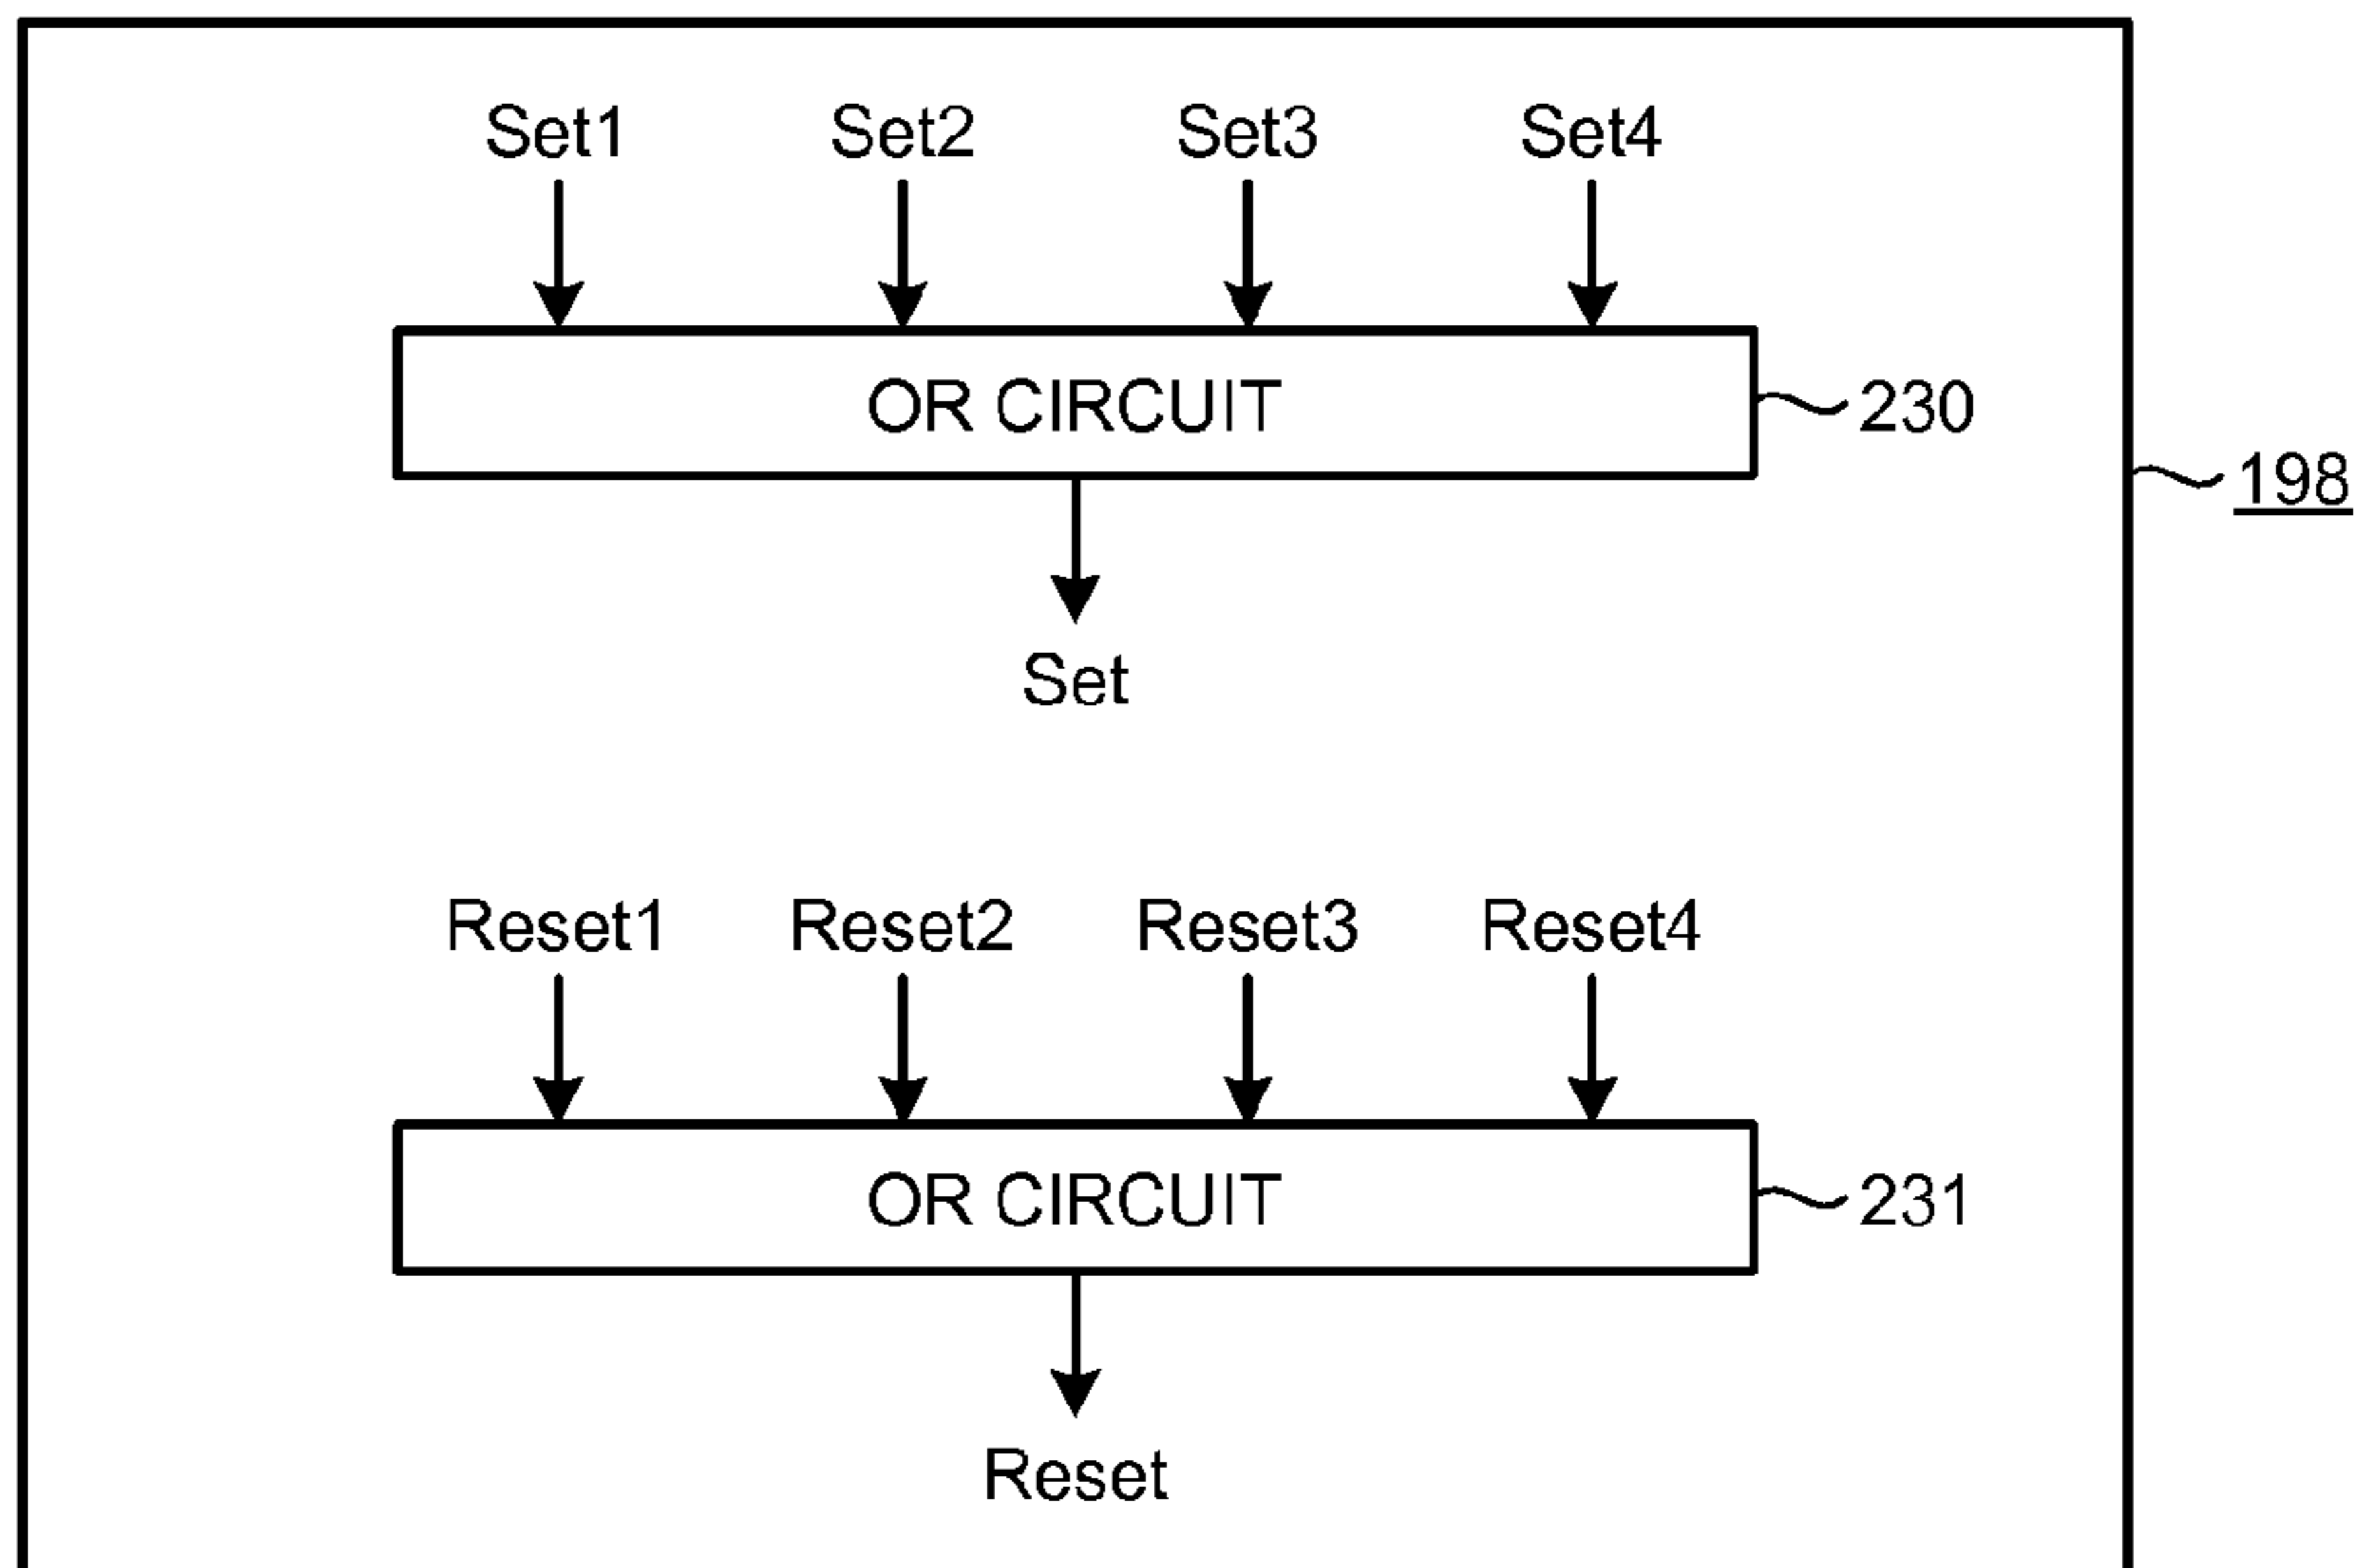 Set1 Set2 Set3 Set4
OR CIRCUIT 230
198
Set
Reset1 Reset2 Reset3 Reset4
OR CIRCUIT 231
Reset